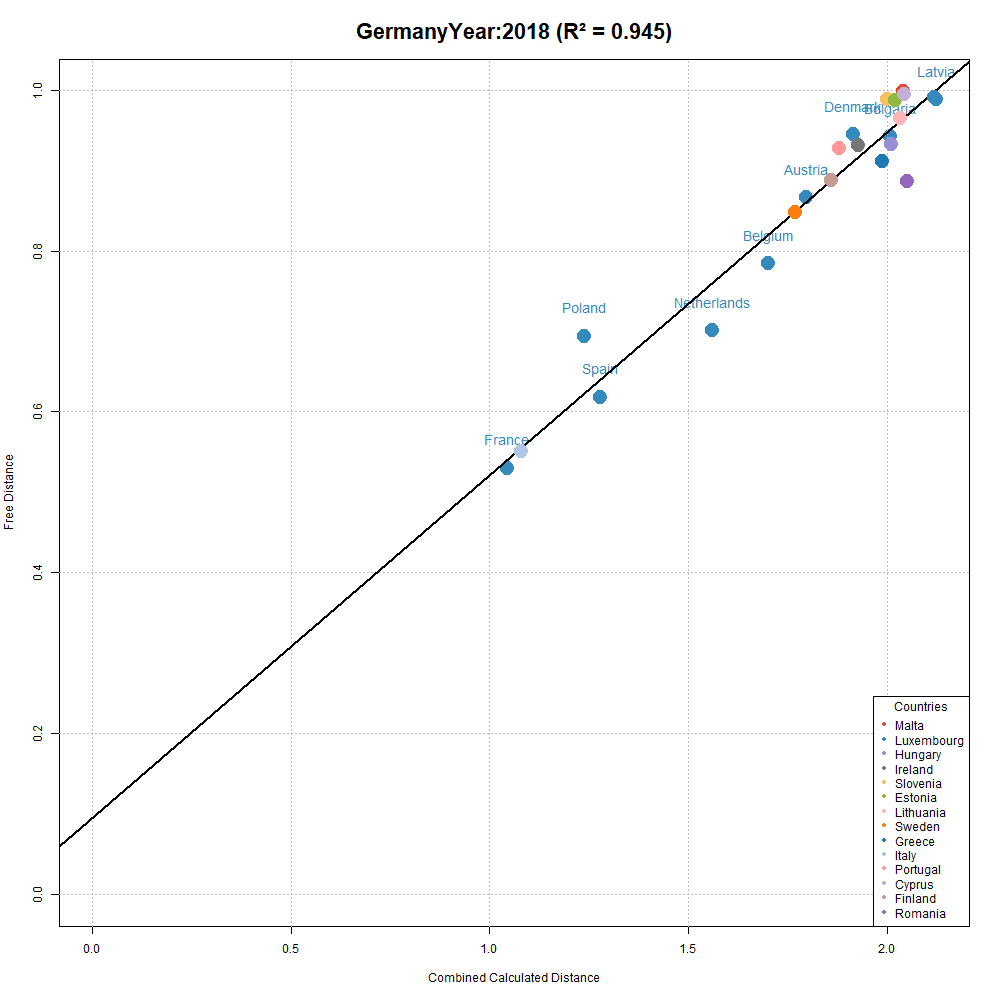 GermanyYear:2018 (R² = 0.945)
Latvia
Denmark
Bulgaria
Austria
Belgium
Netherlands
Poland
Spain
France
1.0
0.8
0.6
0.4
0.2
0.0
Free Distance
Countries
Malta
Luxembourg
Hungary
Ireland
Slovenia
Estonia
Lithuania
Sweden
Greece
Italy
Portugal
Cyprus
Finland
Romania
0.0 0.5 1.0 1.5 2.0
Combined Calculated Distance